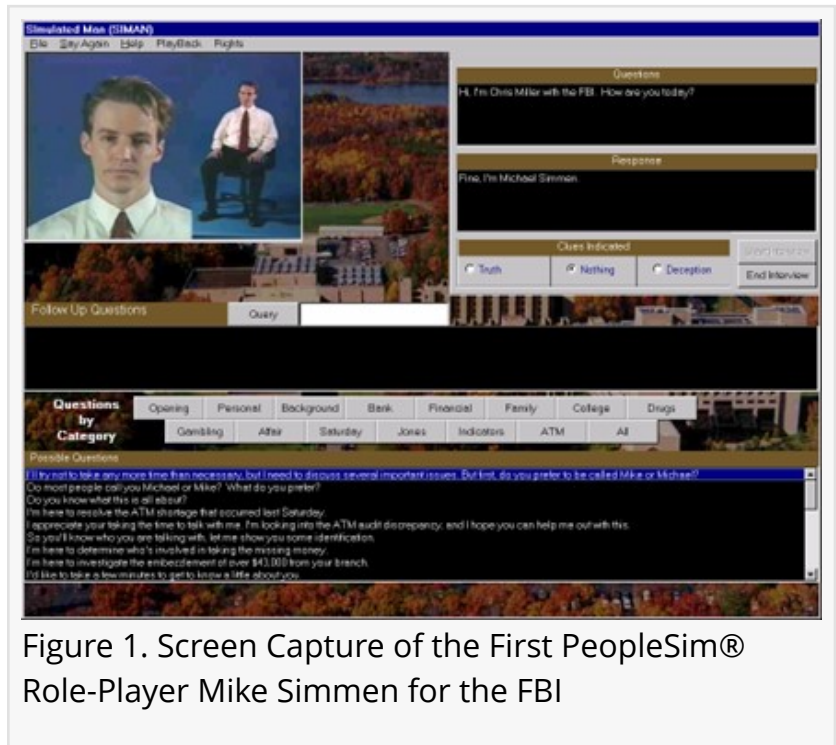 Simulated Man (SIMAN)
File Say Again Help PlayBack Rights
Questions
Hi, I'm Chris Miller with the FBI. How are you today?
Response
Fine, I'm Michael Simmen.
Clues Indicated
Truth Nothing Deception
End Interview
Follow Up Questions Query
Questions by Category
Opening Personal Background Bank Financial Family College Drugs
Gambling Affair Saturday Jones Indicators ATM All
Possible Questions
I'll try not to take any more time than necessary, but I need to discuss several important issues. But first, do you prefer to be called Mike or Michael?
Do most people call you Michael or Mike? What do you prefer?
Do you know what this is all about?
I'm here to resolve the ATM shortage that occurred last Saturday.
I appreciate your taking the time to talk with me. I'm looking into the ATM audit discrepancy, and I hope you can help me out with this.
So you'll know who you are talking with, let me show you some identification.
I'm here to determine who's involved in taking the missing money.
I'm here to investigate the embezzlement of over $43,000 from your branch.
I'd like to take a few minutes to get to know a little about you.
Figure 1. Screen Capture of the First PeopleSim®
Role-Player Mike Simmen for the FBI